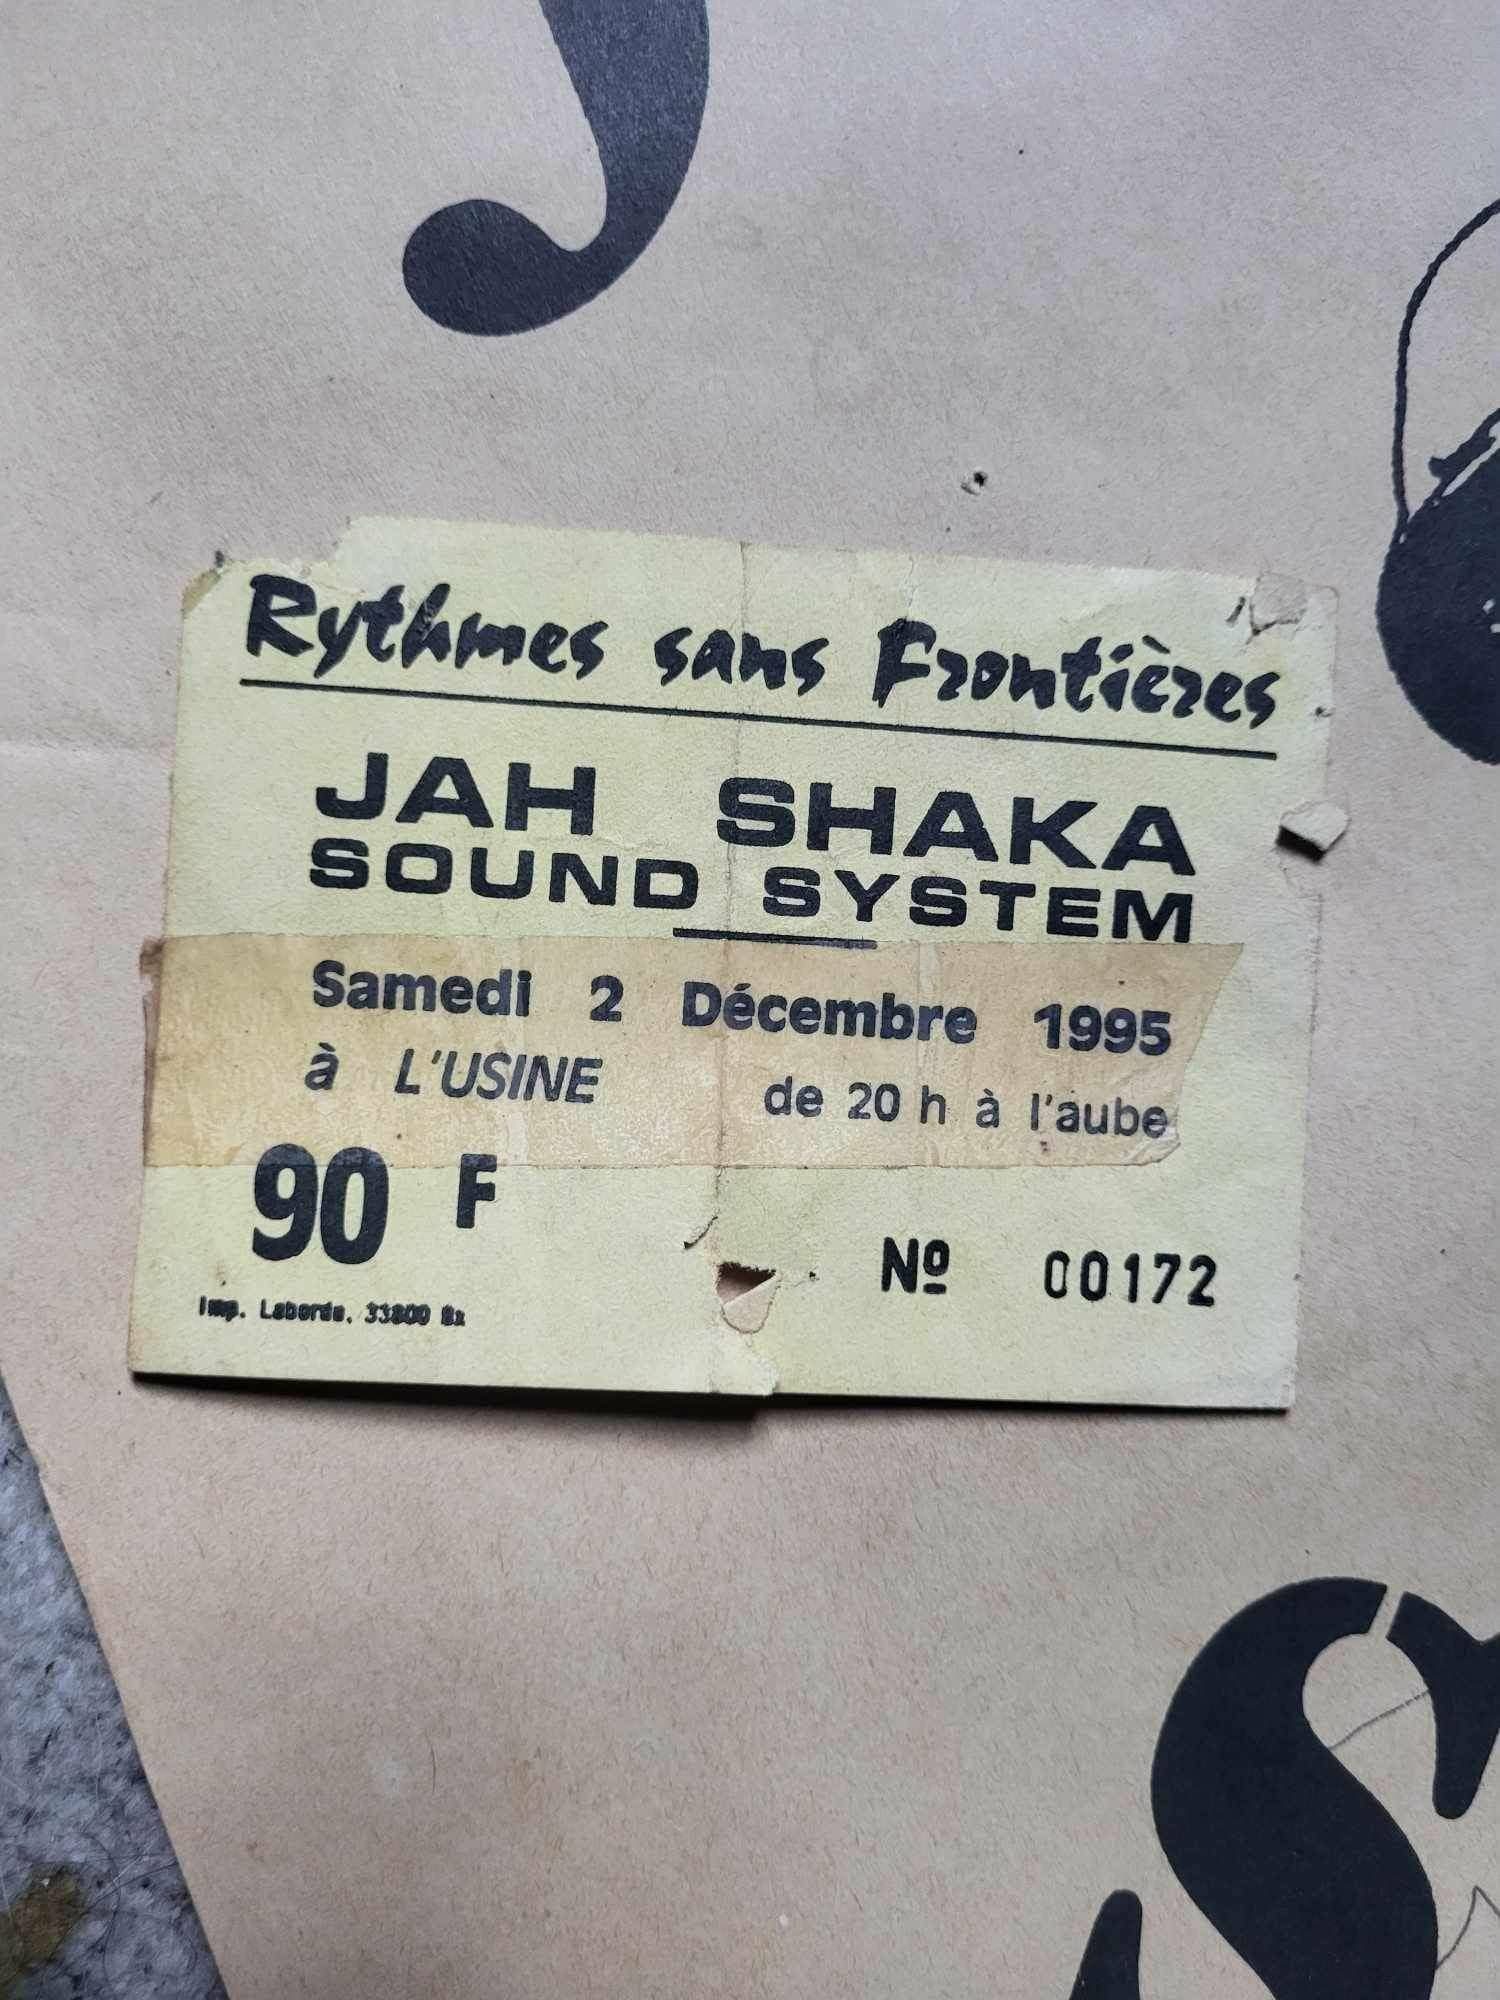 Rythmes sans Frontières
JAH SHAKA
SOUND SYSTEM
Samedi 2 Décembre 1995
à L'USINE de 20 h à l'aube
90 F
Nº 00172
Imp. Laborde, 33800 Bx